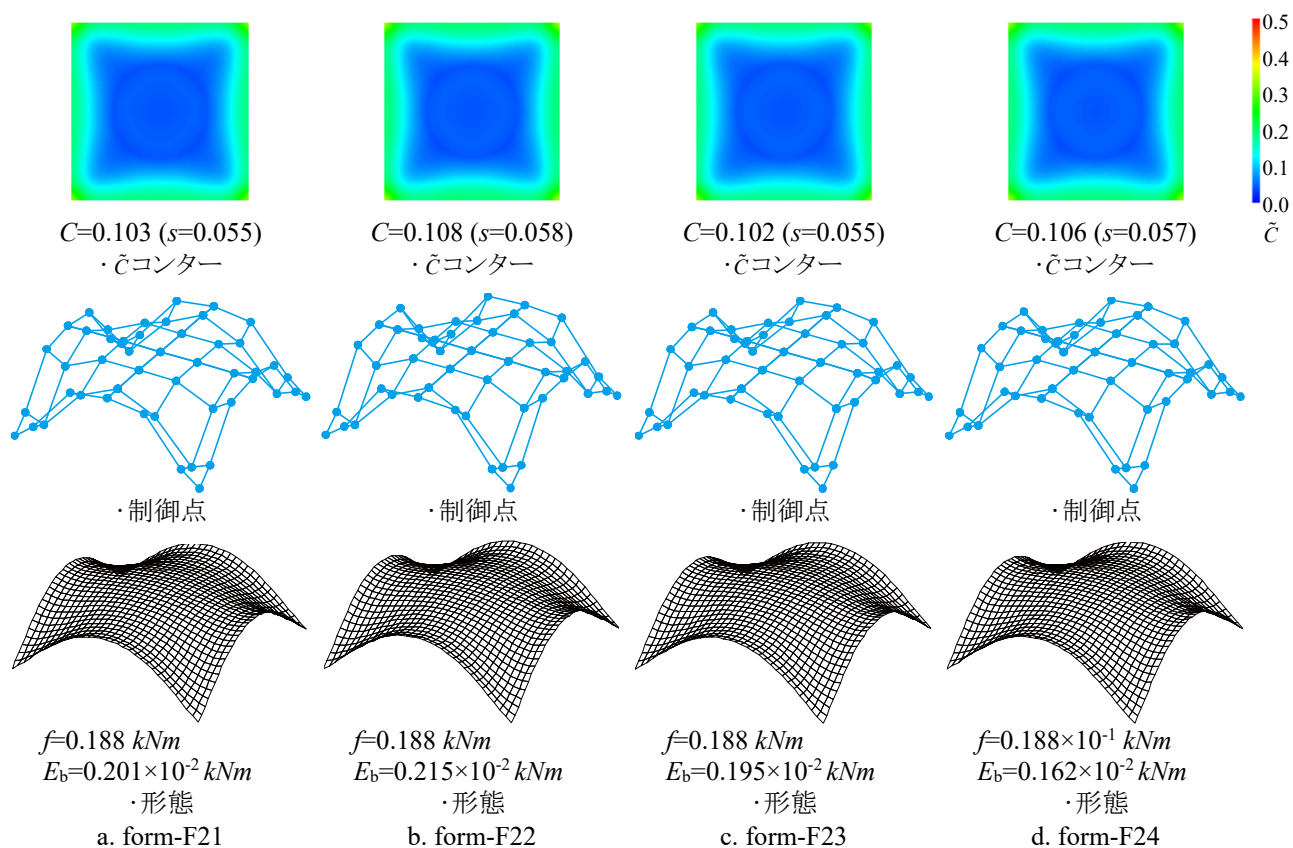 0.5
0.4
0.3
0.2
0.1
0.0
c̃
C=0.103 (s=0.055)
・c̃コンター
C=0.108 (s=0.058)
・c̃コンター
C=0.102 (s=0.055)
・c̃コンター
C=0.106 (s=0.057)
・c̃コンター
・制御点
・制御点
・制御点
・制御点
f=0.188 kNm
E_b=0.201×10⁻² kNm
・形態
a. form-F21
f=0.188 kNm
E_b=0.215×10⁻² kNm
・形態
b. form-F22
f=0.188 kNm
E_b=0.195×10⁻² kNm
・形態
c. form-F23
f=0.188×10⁻¹ kNm
E_b=0.162×10⁻² kNm
・形態
d. form-F24